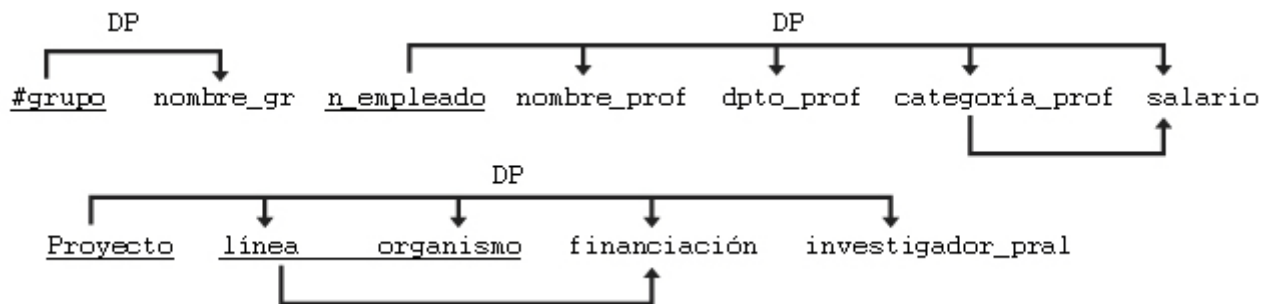 DP DP
#grupo nombre_gr n_empleado nombre_prof dpto_prof categoría_prof salario
DP
Proyecto línea organismo financiación investigador_pral